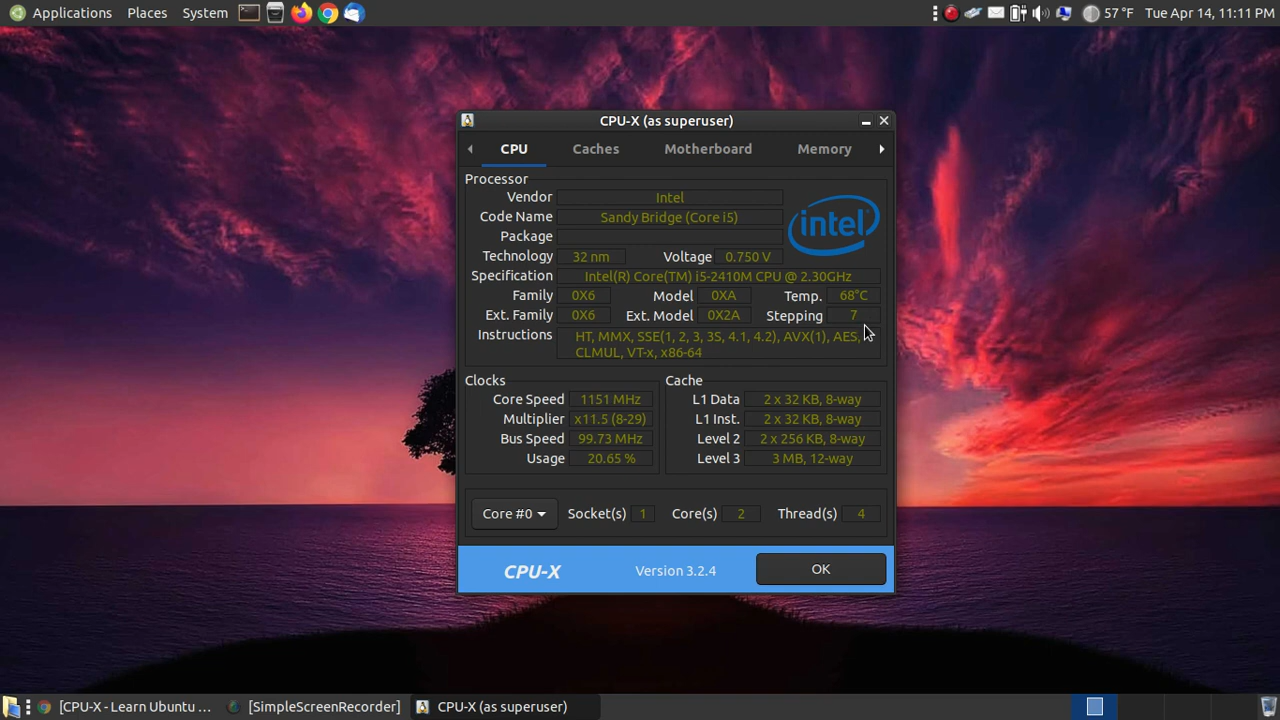 Applications Places System 57 °F Tue Apr 14, 11:11 PM
CPU-X (as superuser)
CPU Caches Motherboard Memory
Processor
Vendor Intel
Code Name Sandy Bridge (Core i5)
Package
Technology 32 nm Voltage 0.750 V
Specification Intel(R) Core(TM) i5-2410M CPU @ 2.30GHz
Family 0X6 Model 0XA Temp. 68°C
Ext. Family 0X6 Ext. Model 0X2A Stepping 7
Instructions HT, MMX, SSE(1, 2, 3, 3S, 4.1, 4.2), AVX(1), AES,
CLMUL, VT-x, x86-64
intel
Clocks
Core Speed 1151 MHz
Multiplier x11.5 (8-29)
Bus Speed 99.73 MHz
Usage 20.65 %
Cache
L1 Data 2 x 32 KB, 8-way
L1 Inst. 2 x 32 KB, 8-way
Level 2 2 x 256 KB, 8-way
Level 3 3 MB, 12-way
Core #0 Socket(s) 1 Core(s) 2 Thread(s) 4
CPU-X Version 3.2.4 OK
[CPU-X - Learn Ubuntu ... [SimpleScreenRecorder] CPU-X (as superuser)